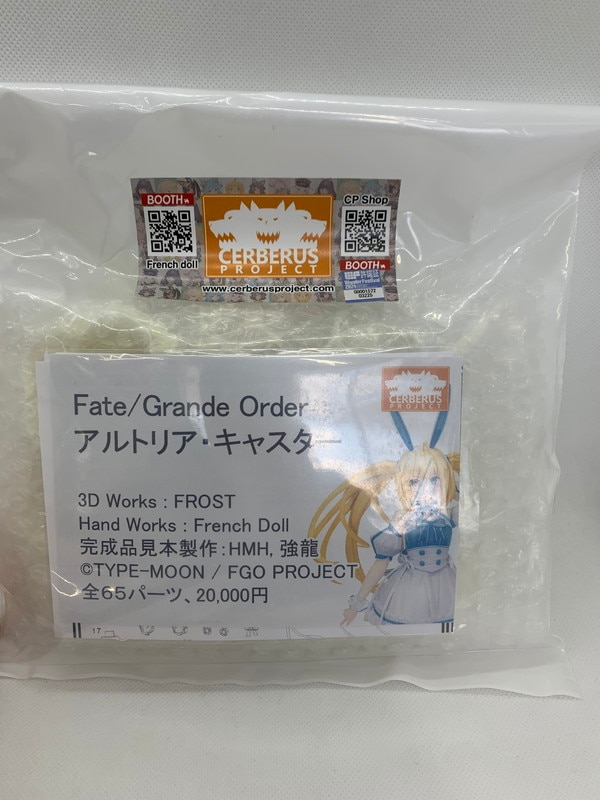 BOOTH
French doll
CERBERUS
PROJECT
CP Shop
BOOTH
www.cerberusproject.com
CERBERUS
PROJECT
Fate/Grande Order
アルトリア・キャスター
3D Works : FROST
Hand Works : French Doll
完成品見本製作:HMH, 強龍
©TYPE-MOON / FGO PROJECT
全65パーツ、20,000円
17